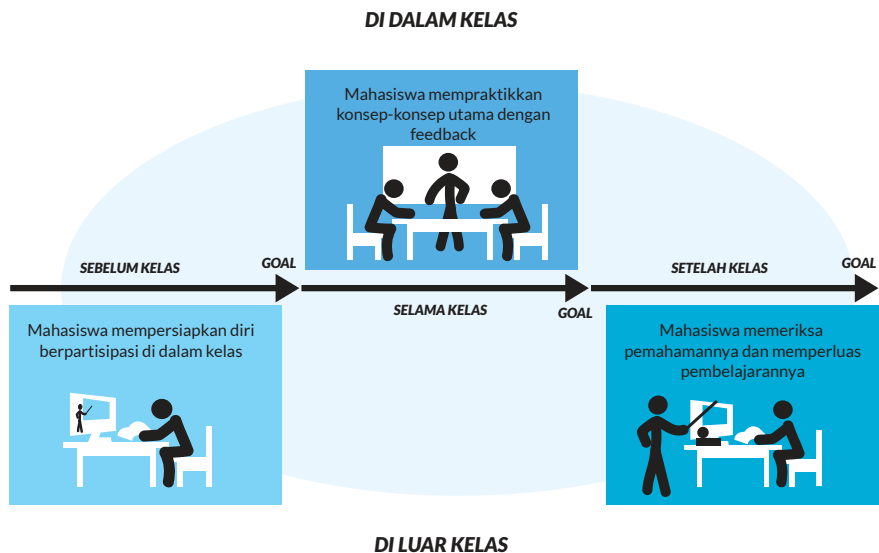 DI DALAM KELAS
Mahasiswa mempraktikkan
konsep-konsep utama dengan
feedback
SEBELUM KELAS
GOAL
SELAMA KELAS
GOAL
SETELAH KELAS
GOAL
Mahasiswa mempersiapkan diri
berpartisipasi di dalam kelas
Mahasiswa memeriksa
pemahamannya dan memperluas
pembelajarannya
DI LUAR KELAS